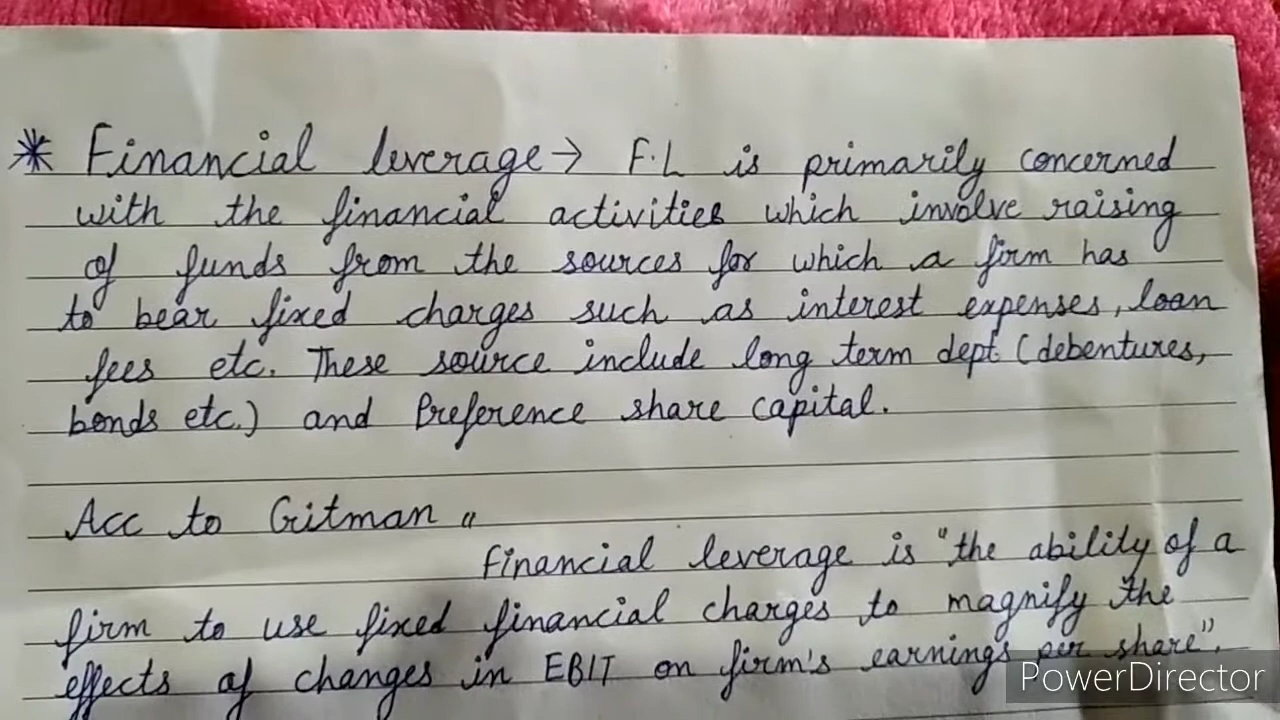 * Financial leverage → F.L is primarily concerned
with the financial activities which involve raising
of funds from the sources for which a firm has
to bear fixed charges such as interest expenses, loan
fees etc. These source include long term dept (debentures,
bonds etc.) and Preference share capital.
Acc to Gitman "
Financial leverage is "the ability of a
firm to use fixed financial charges to magnify the
effects of changes in EBIT on firm's earnings per share".
PowerDirector